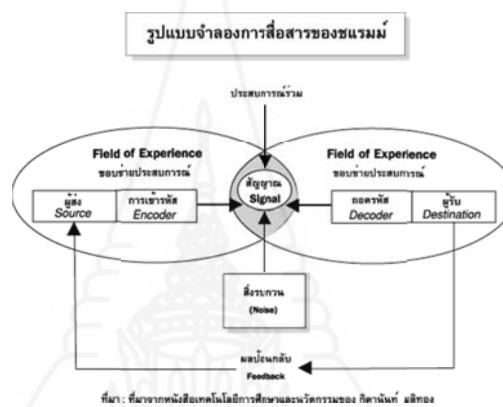 รูปแบบจำลองการสื่อสารของชแรมม์
ประสบการณ์ร่วม
Field of Experience
ขอบข่ายประสบการณ์
ผู้ส่ง
Source
การเข้ารหัส
Encoder
สัญญาณ
Signal
Field of Experience
ขอบข่ายประสบการณ์
ถอดรหัส
Decoder
ผู้รับ
Destination
สิ่งรบกวน
(Noise)
ผลป้อนกลับ
Feedback
ที่มา : ที่มาจากหนังสือเทคโนโลยีการศึกษาและนวัตกรรมของ กิดานันท์ มลิทอง